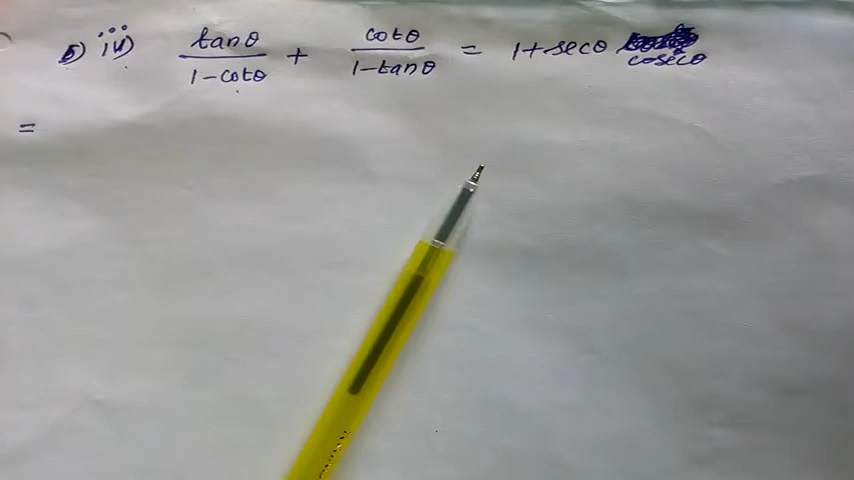 5) iii) tanθ/1-cotθ + cotθ/1-tanθ = 1+secθ cosecθ
=